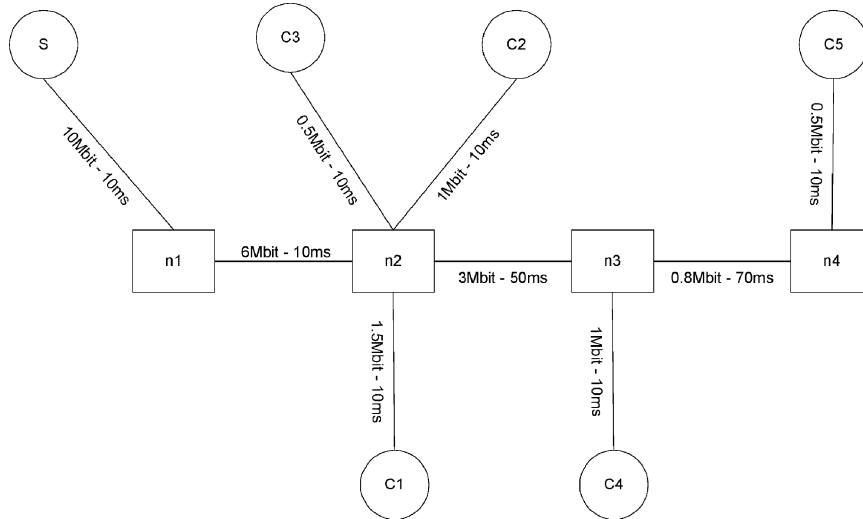 S
C3
C2
C5
10Mbit - 10ms
0.5Mbit - 10ms
1Mbit - 10ms
0.5Mbit - 10ms
n1
6Mbit - 10ms
n2
3Mbit - 50ms
n3
0.8Mbit - 70ms
n4
1.5Mbit - 10ms
1Mbit - 10ms
C1
C4